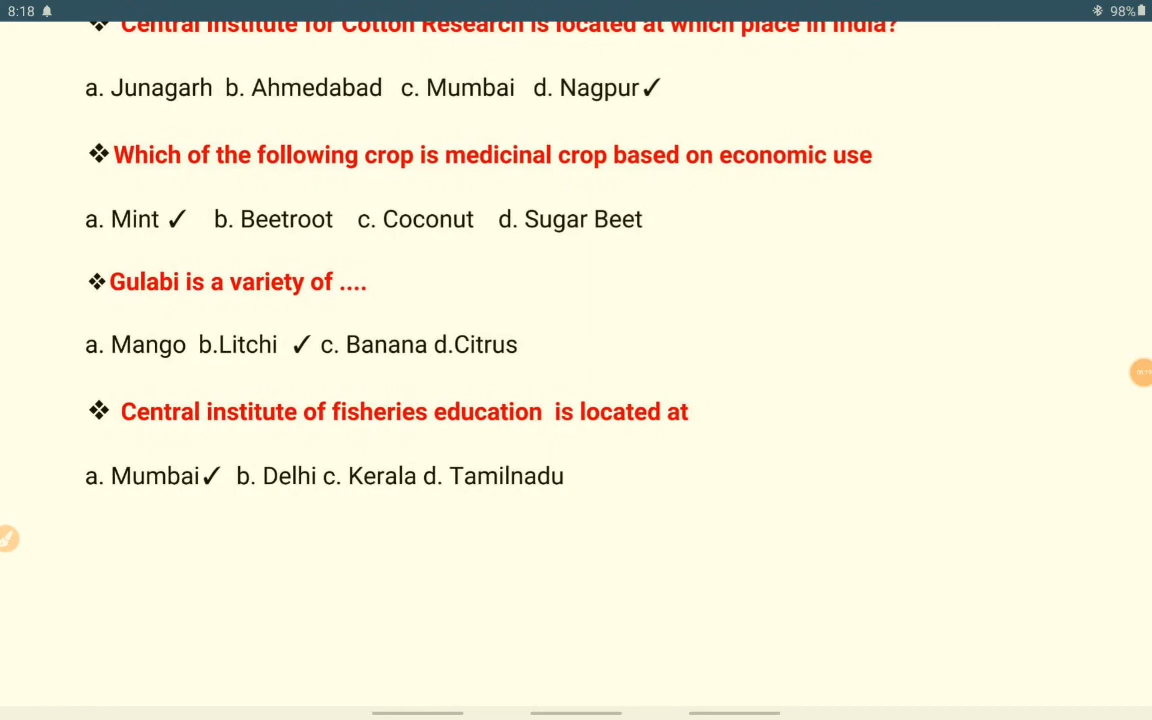 8:18 98%
❖ Central Institute for Cotton Research is located at which place in India?
a. Junagarh b. Ahmedabad c. Mumbai d. Nagpur✓
❖Which of the following crop is medicinal crop based on economic use
a. Mint ✓ b. Beetroot c. Coconut d. Sugar Beet
❖Gulabi is a variety of ....
a. Mango b.Litchi ✓ c. Banana d.Citrus
❖ Central institute of fisheries education is located at
a. Mumbai✓ b. Delhi c. Kerala d. Tamilnadu